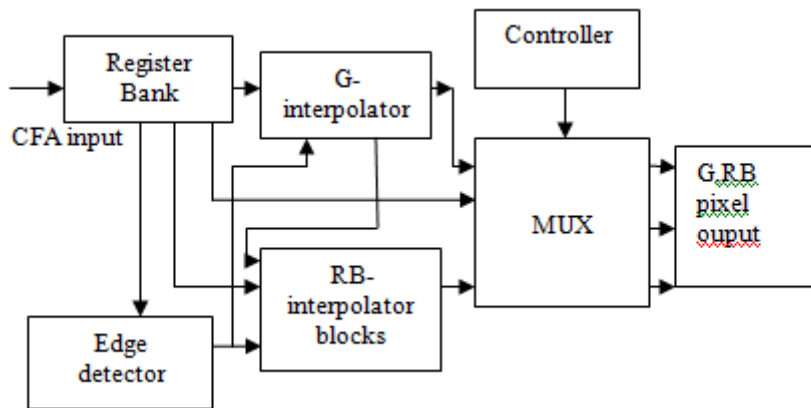 Register
Bank
G-
interpolator
Controller
CFA input
MUX
G,RB
pixel
ouput
RB-
interpolator
blocks
Edge
detector